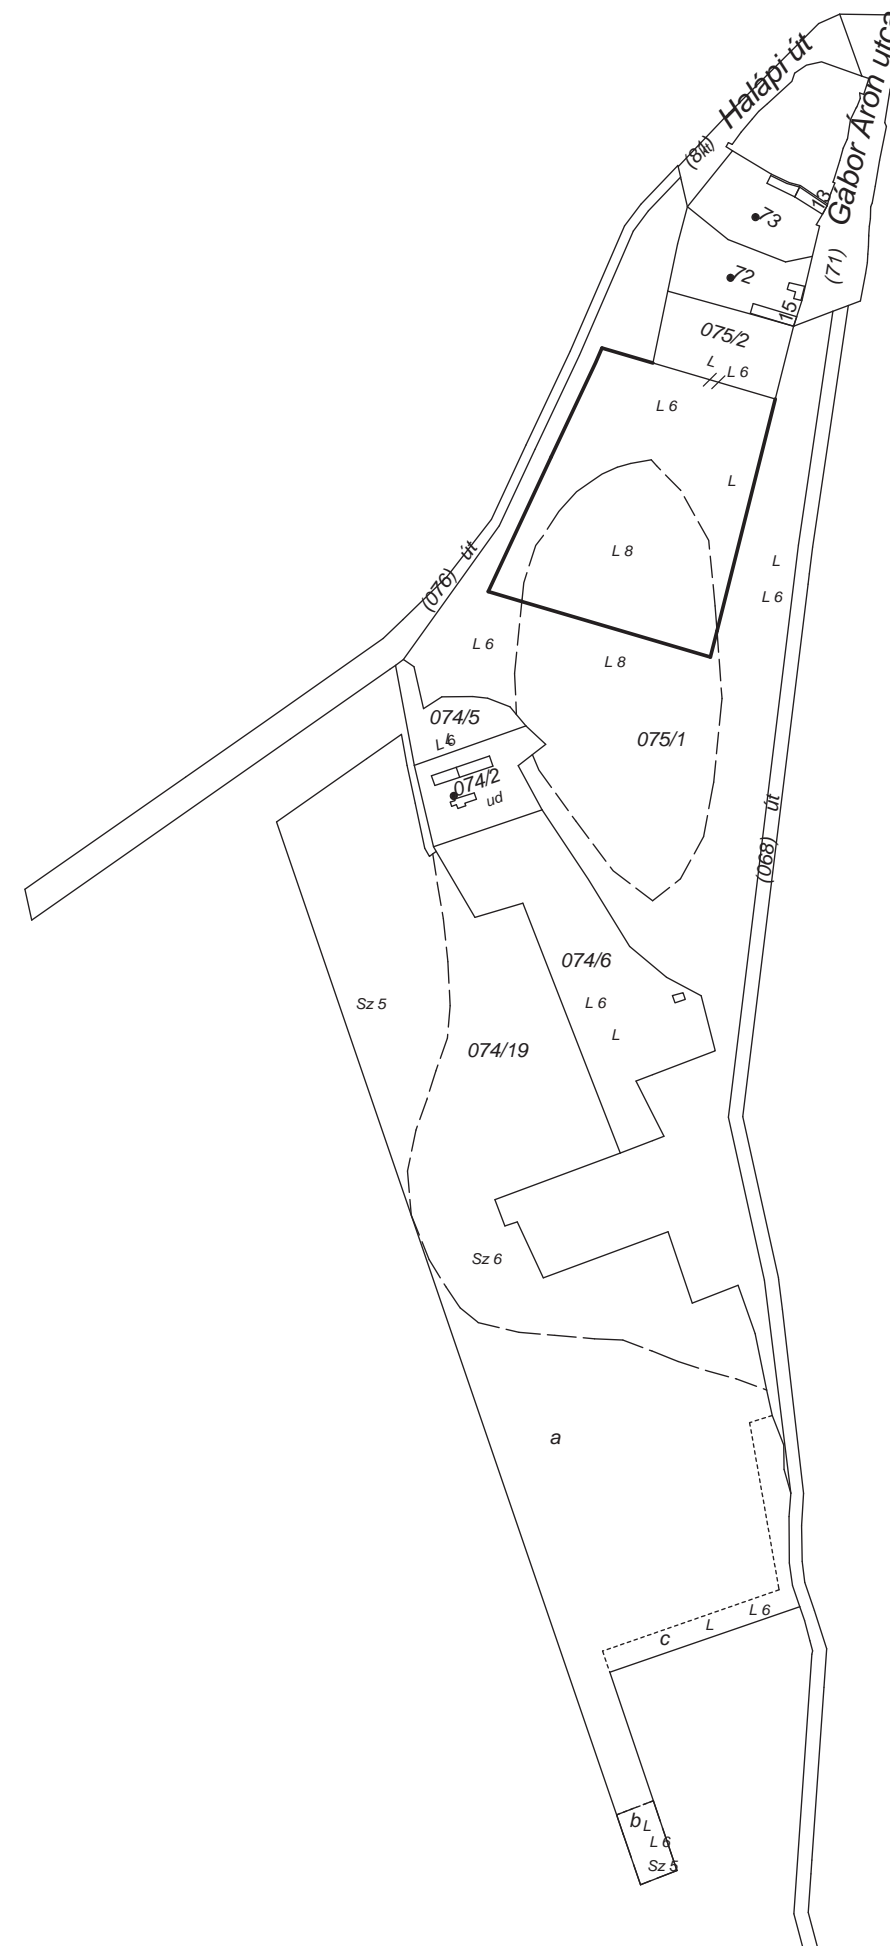 Halápi út
Gábor Áron utca
13
73
(71)
72
15
075/2
L
L 6
L 6
L
L 8
L
L 6
(076) út
L 6
L 8
074/5
L 6
075/1
074/2
ud
(068) út
074/6
Sz 5
L 6
L
074/19
Sz 6
a
L 6
L
c
b
L
L 6
Sz 5